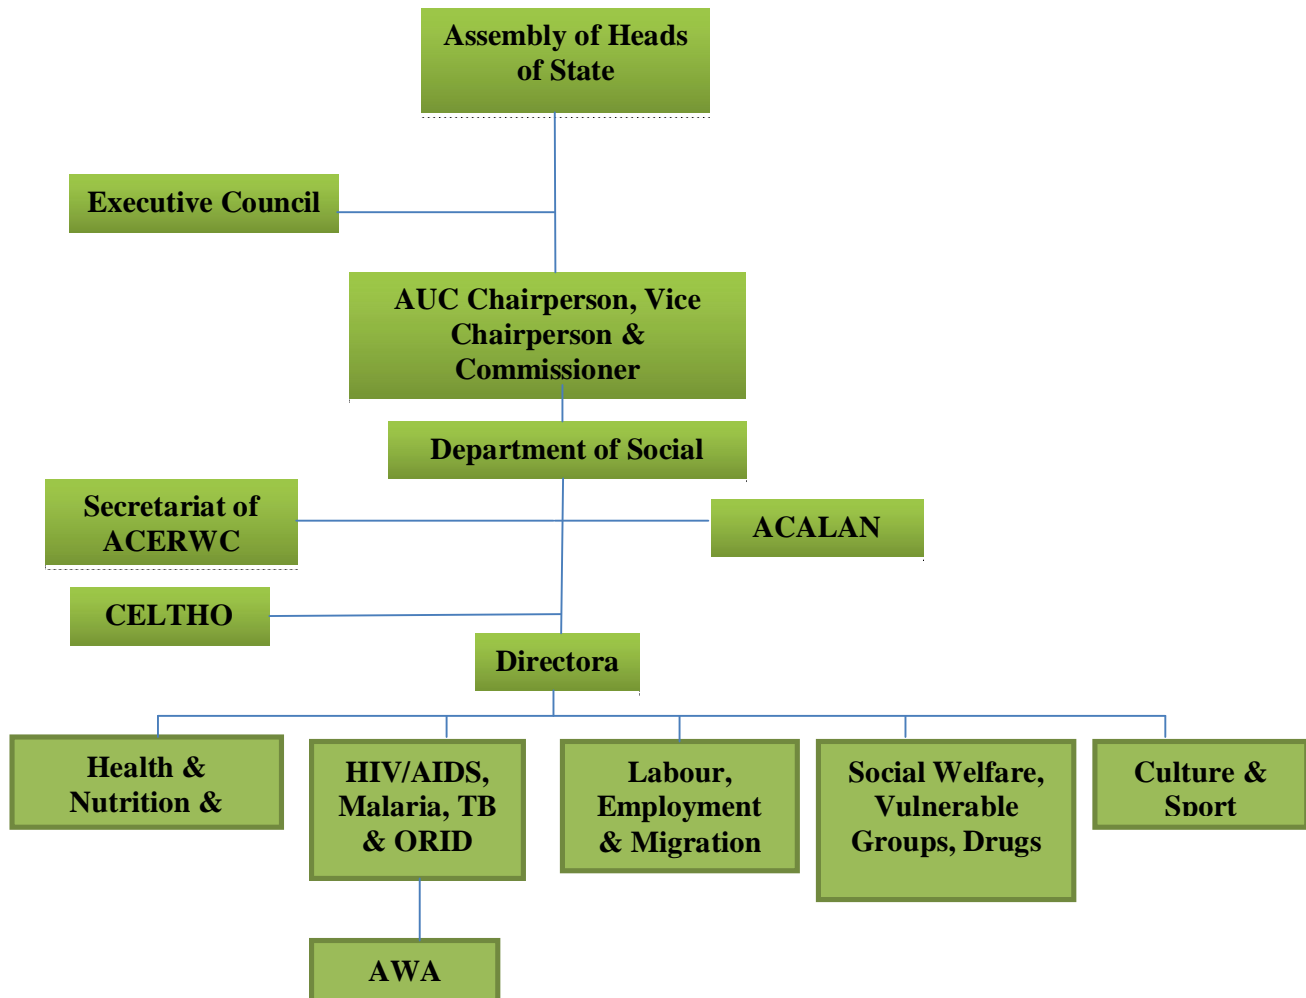 Assembly of Heads
of State
Executive Council
AUC Chairperson, Vice
Chairperson &
Commissioner
Department of Social
Secretariat of
ACERWC
ACALAN
CELTHO
Directora
Health &
Nutrition &
HIV/AIDS,
Malaria, TB
& ORID
Labour,
Employment
& Migration
Social Welfare,
Vulnerable
Groups, Drugs
Culture &
Sport
AWA